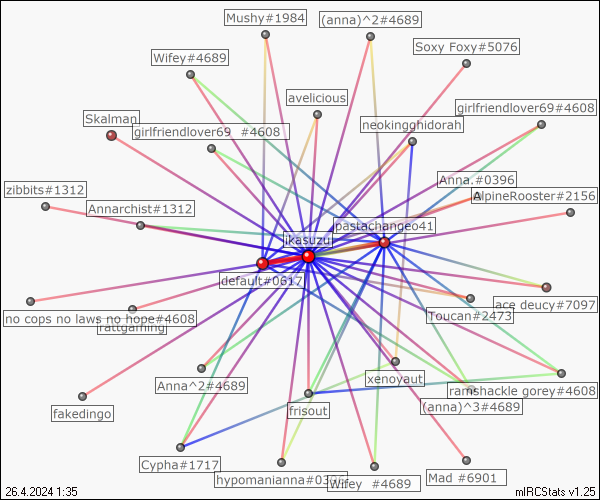 Mushy#1984
(anna)^2#4689
Soxy Foxy#5076
Wifey#4689
avelicious
girlfriendlover69#4608
Skalman
girlfriendlover69 #4608
neokingghidorah
zibbits#1312
Anna.#0396
AlpineRooster#2156
Annarchist#1312
pastachangeo41
ikasuzu
default#0617
ace deucy#7097
no cops no laws no hope#4608
rattgaming
Toucan#2473
Anna^2#4689
xenoyaut
ramshackle gorey#4608
fakedingo
frisout
(anna)^3#4689
Cypha#1717
hypomanianna
Wifey #4689
Mad #6901
26.4.2024 1:35
mIRCStats v1.25